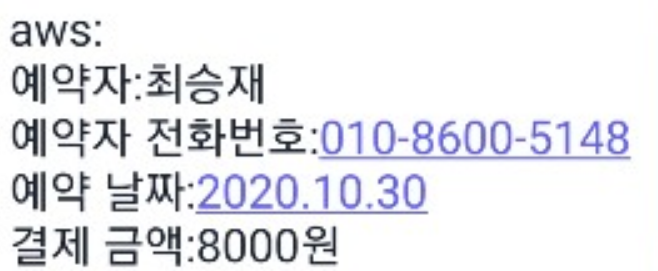 aws:
예약자:최승재
예약자 전화번호:010-8600-5148
예약 날짜:2020.10.30
결제 금액:8000원